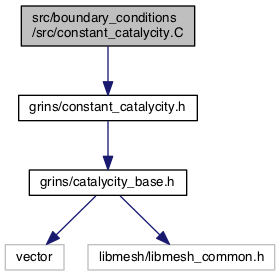 src/boundary_conditions
/src/constant_catalycity.C
grins/constant_catalycity.h
grins/catalycity_base.h
vector
libmesh/libmesh_common.h